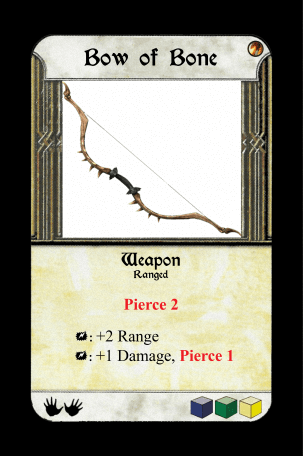 Bow of Bone
Weapon
Ranged
Pierce 2
: +2 Range
: +1 Damage, Pierce 1